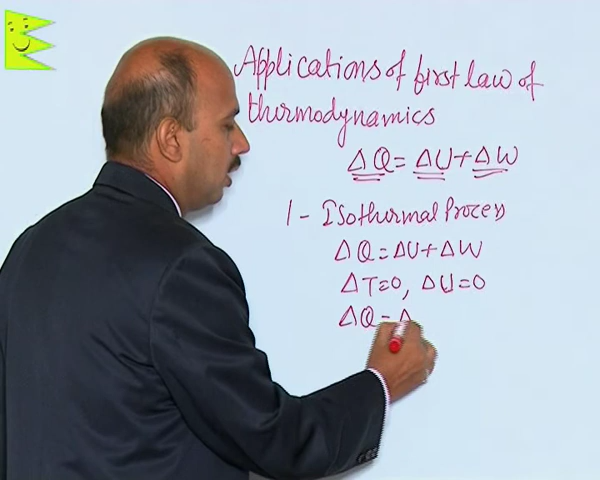 Applications of first law of
thermodynamics
ΔQ = ΔU + ΔW
1 - Isothermal Process
ΔQ = ΔU + ΔW
ΔT = 0, ΔU = 0
ΔQ = Δ